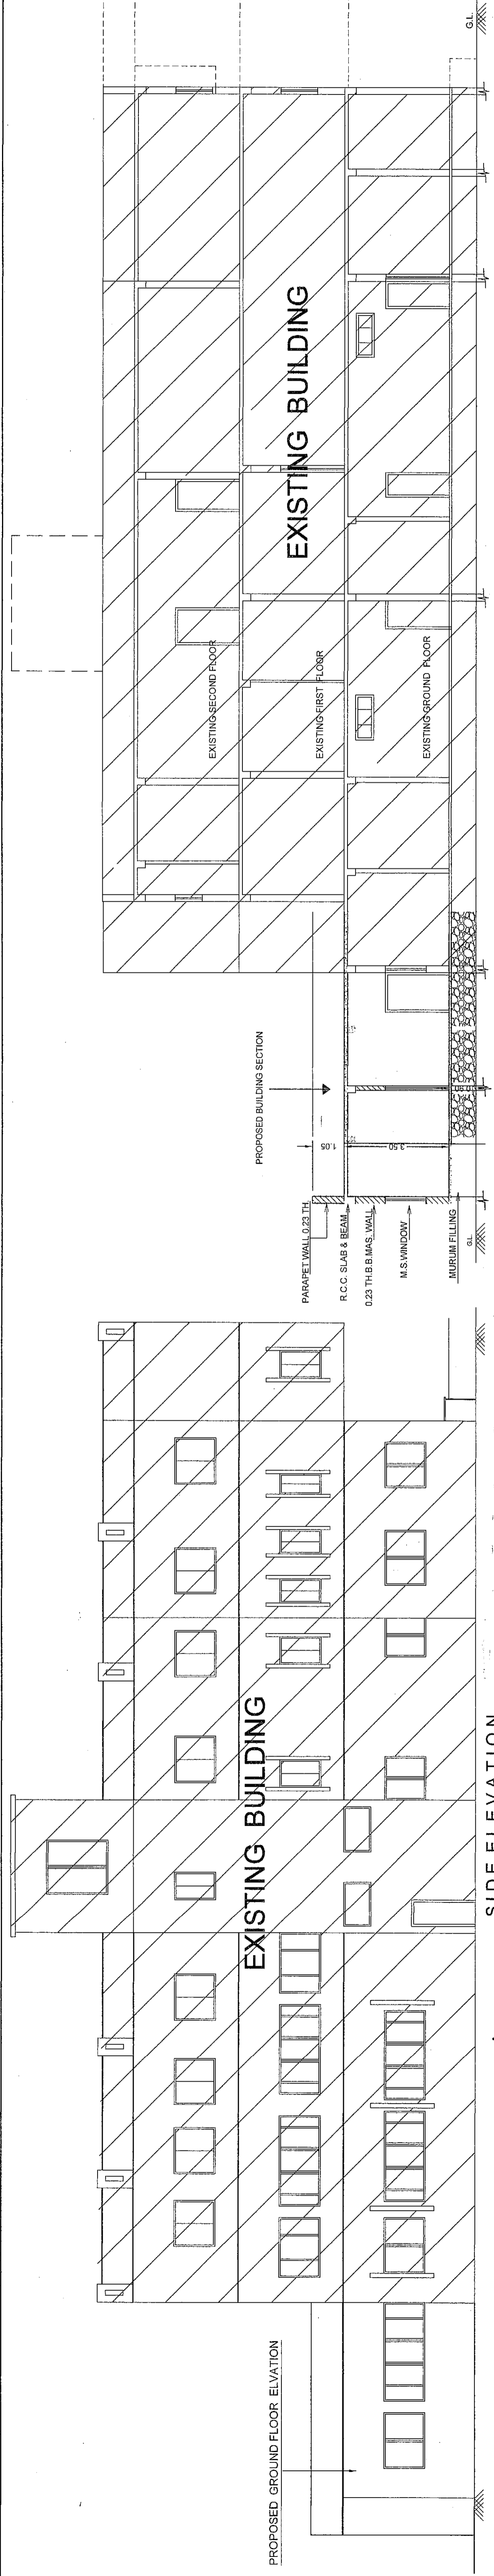 PROPOSED GROUND FLOOR ELVATION
EXISTING BUILDING
SIDE ELEVATION
PROPOSED BUILDING SECTION
PARAPET WALL 0.23 TH.
R.C.C. SLAB & BEAM
0.23 TH.B.B.MAS. WALL
M.S.WINDOW
MURUM FILLING
G.L.
1.05
3.50
EXISTING SECOND FLOOR
EXISTING FIRST FLOOR
EXISTING GROUND FLOOR
EXISTING BUILDING
G.L.